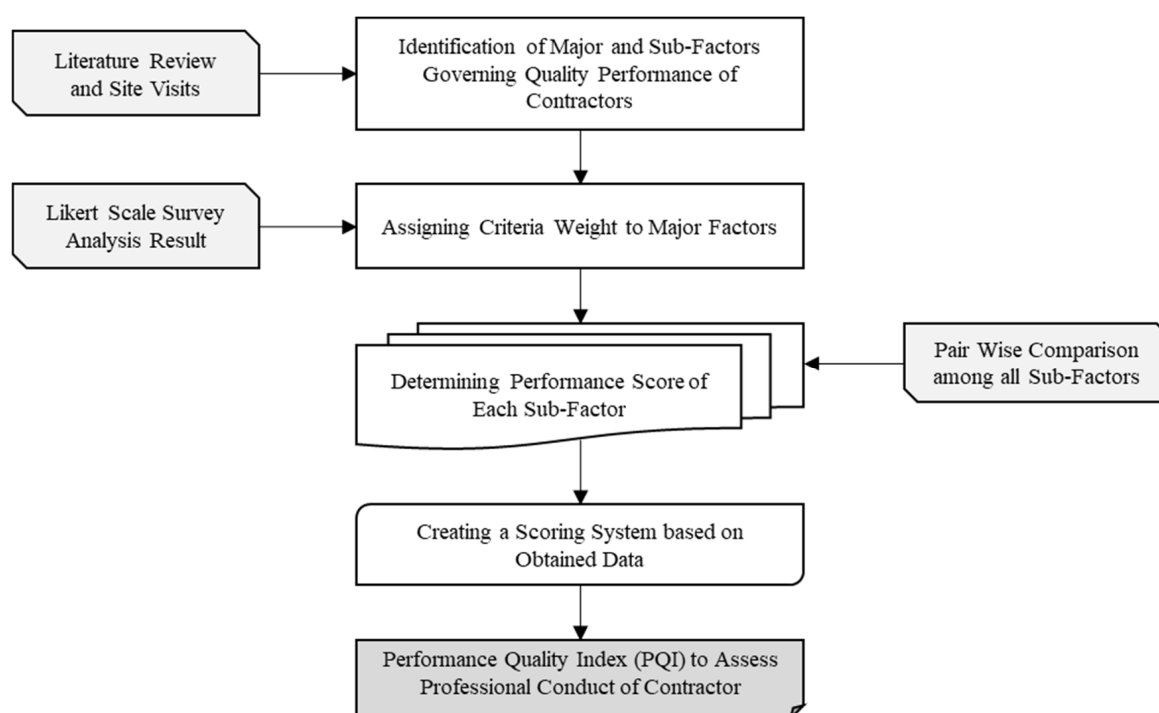 Literature Review
and Site Visits
Identification of Major and Sub-Factors
Governing Quality Performance of
Contractors
Likert Scale Survey
Analysis Result
Assigning Criteria Weight to Major Factors
Determining Performance Score of
Each Sub-Factor
Pair Wise Comparison
among all Sub-Factors
Creating a Scoring System based on
Obtained Data
Performance Quality Index (PQI) to Assess
Professional Conduct of Contractor